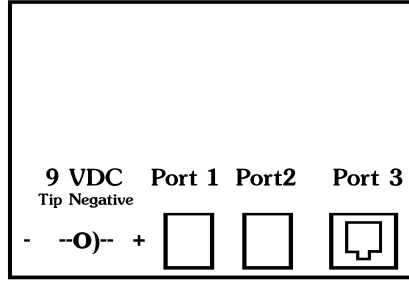 9 VDC Port 1 Port2 Port 3
Tip Negative
- --O)-- +